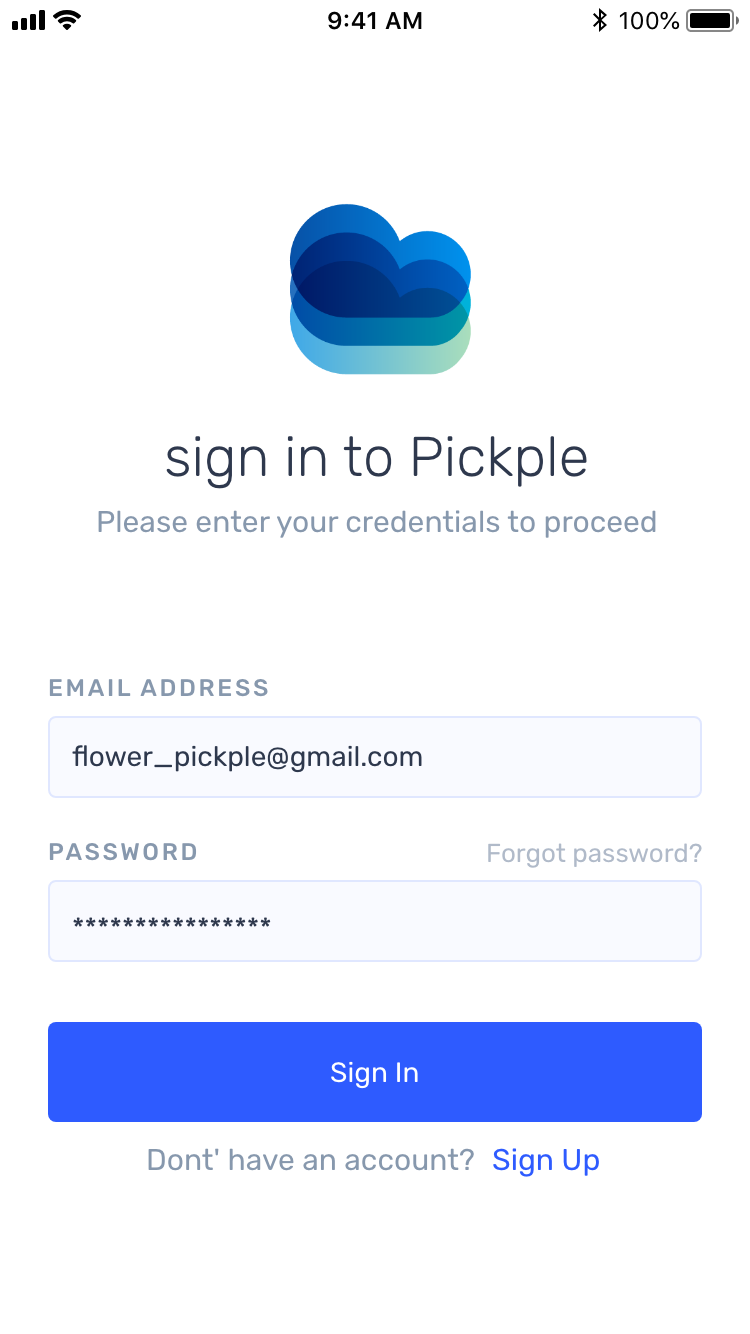 9:41 AM
100%
sign in to Pickple
Please enter your credentials to proceed
EMAIL ADDRESS
flower_pickple@gmail.com
PASSWORD
Forgot password?
****************
Sign In
Dont' have an account? Sign Up